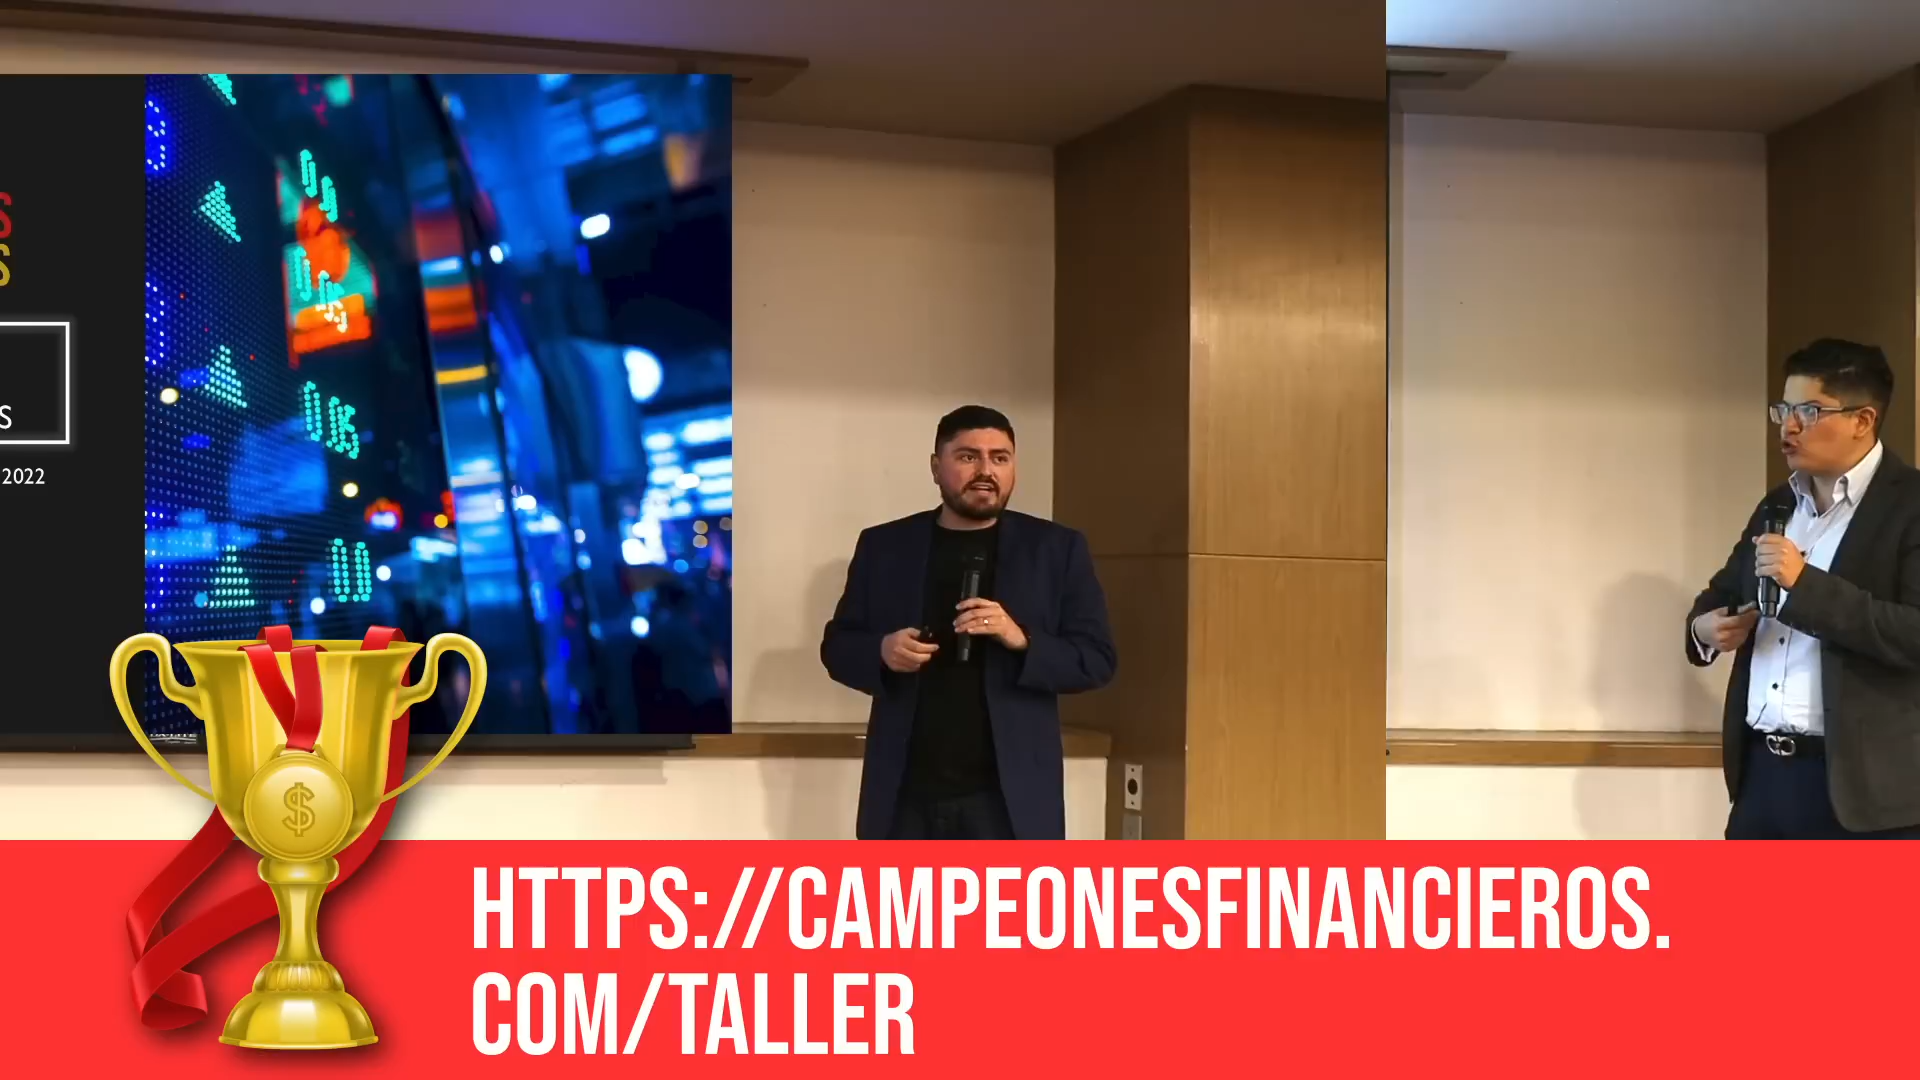 S
S
S
2022
$
HTTPS://CAMPEONESFINANCIEROS.
COM/TALLER